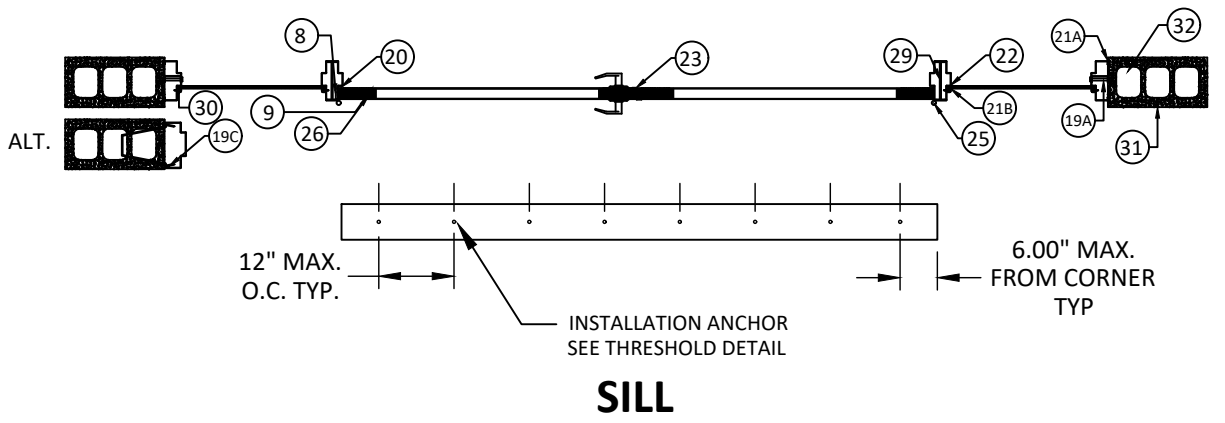 8
20
23
29
22
21A
32
30
9
26
21B
25
19A
31
ALT.
19C
12" MAX.
O.C. TYP.
6.00" MAX.
FROM CORNER
TYP
INSTALLATION ANCHOR
SEE THRESHOLD DETAIL
SILL